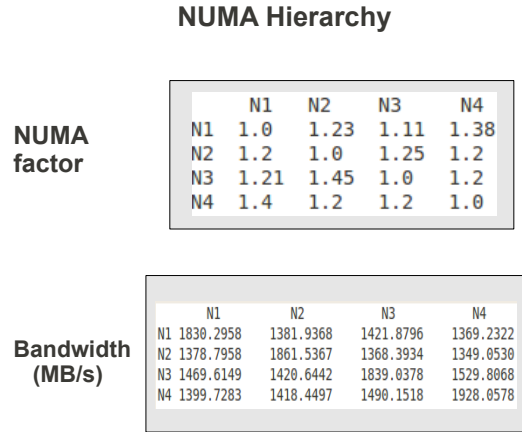 NUMA Hierarchy
NUMA
factor
N1 N2 N3 N4
N1 1.0 1.23 1.11 1.38
N2 1.2 1.0 1.25 1.2
N3 1.21 1.45 1.0 1.2
N4 1.4 1.2 1.2 1.0
Bandwidth
(MB/s)
N1 N2 N3 N4
N1 1830.2958 1381.9368 1421.8796 1369.2322
N2 1378.7958 1861.5367 1368.3934 1349.0530
N3 1469.6149 1420.6442 1839.0378 1529.8068
N4 1399.7283 1418.4497 1490.1518 1928.0578